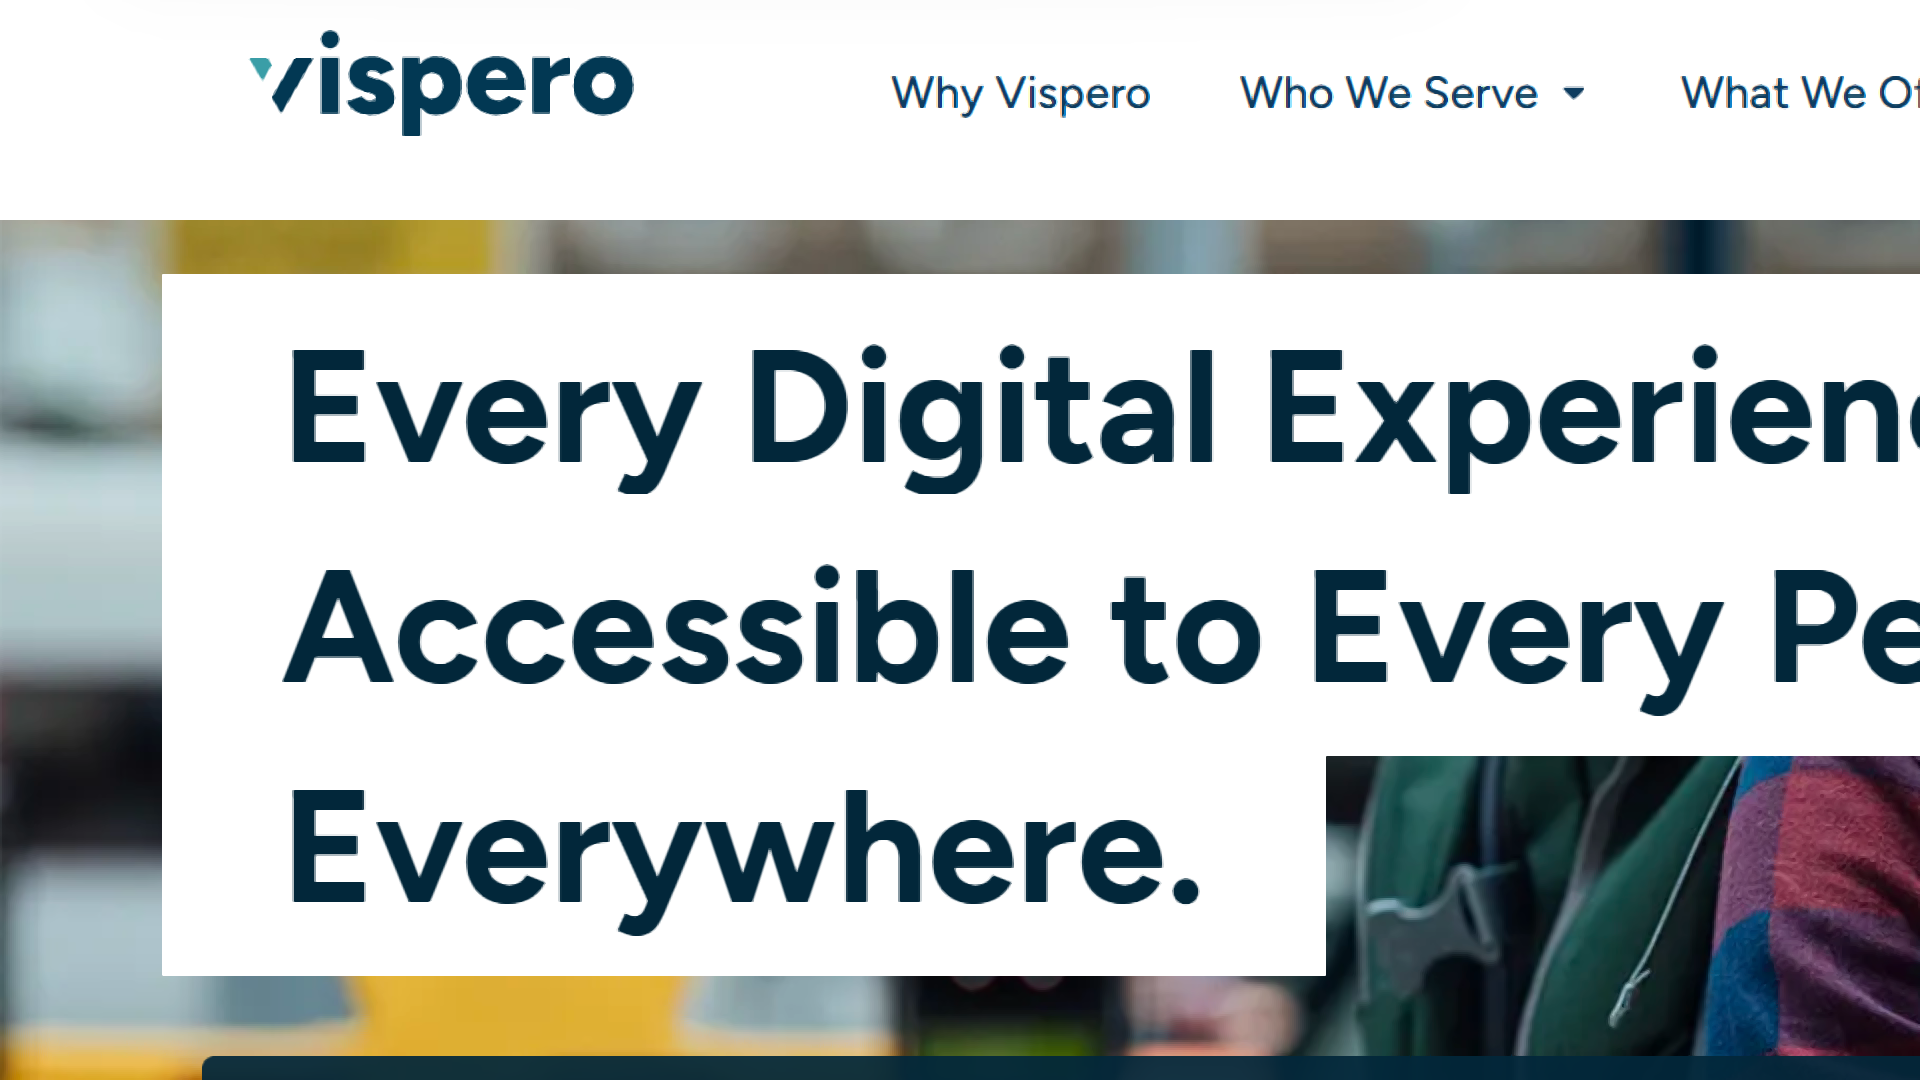 vispero
Why Vispero
Who We Serve
What We
Every Digital
Accessible to Every
Everywhere.